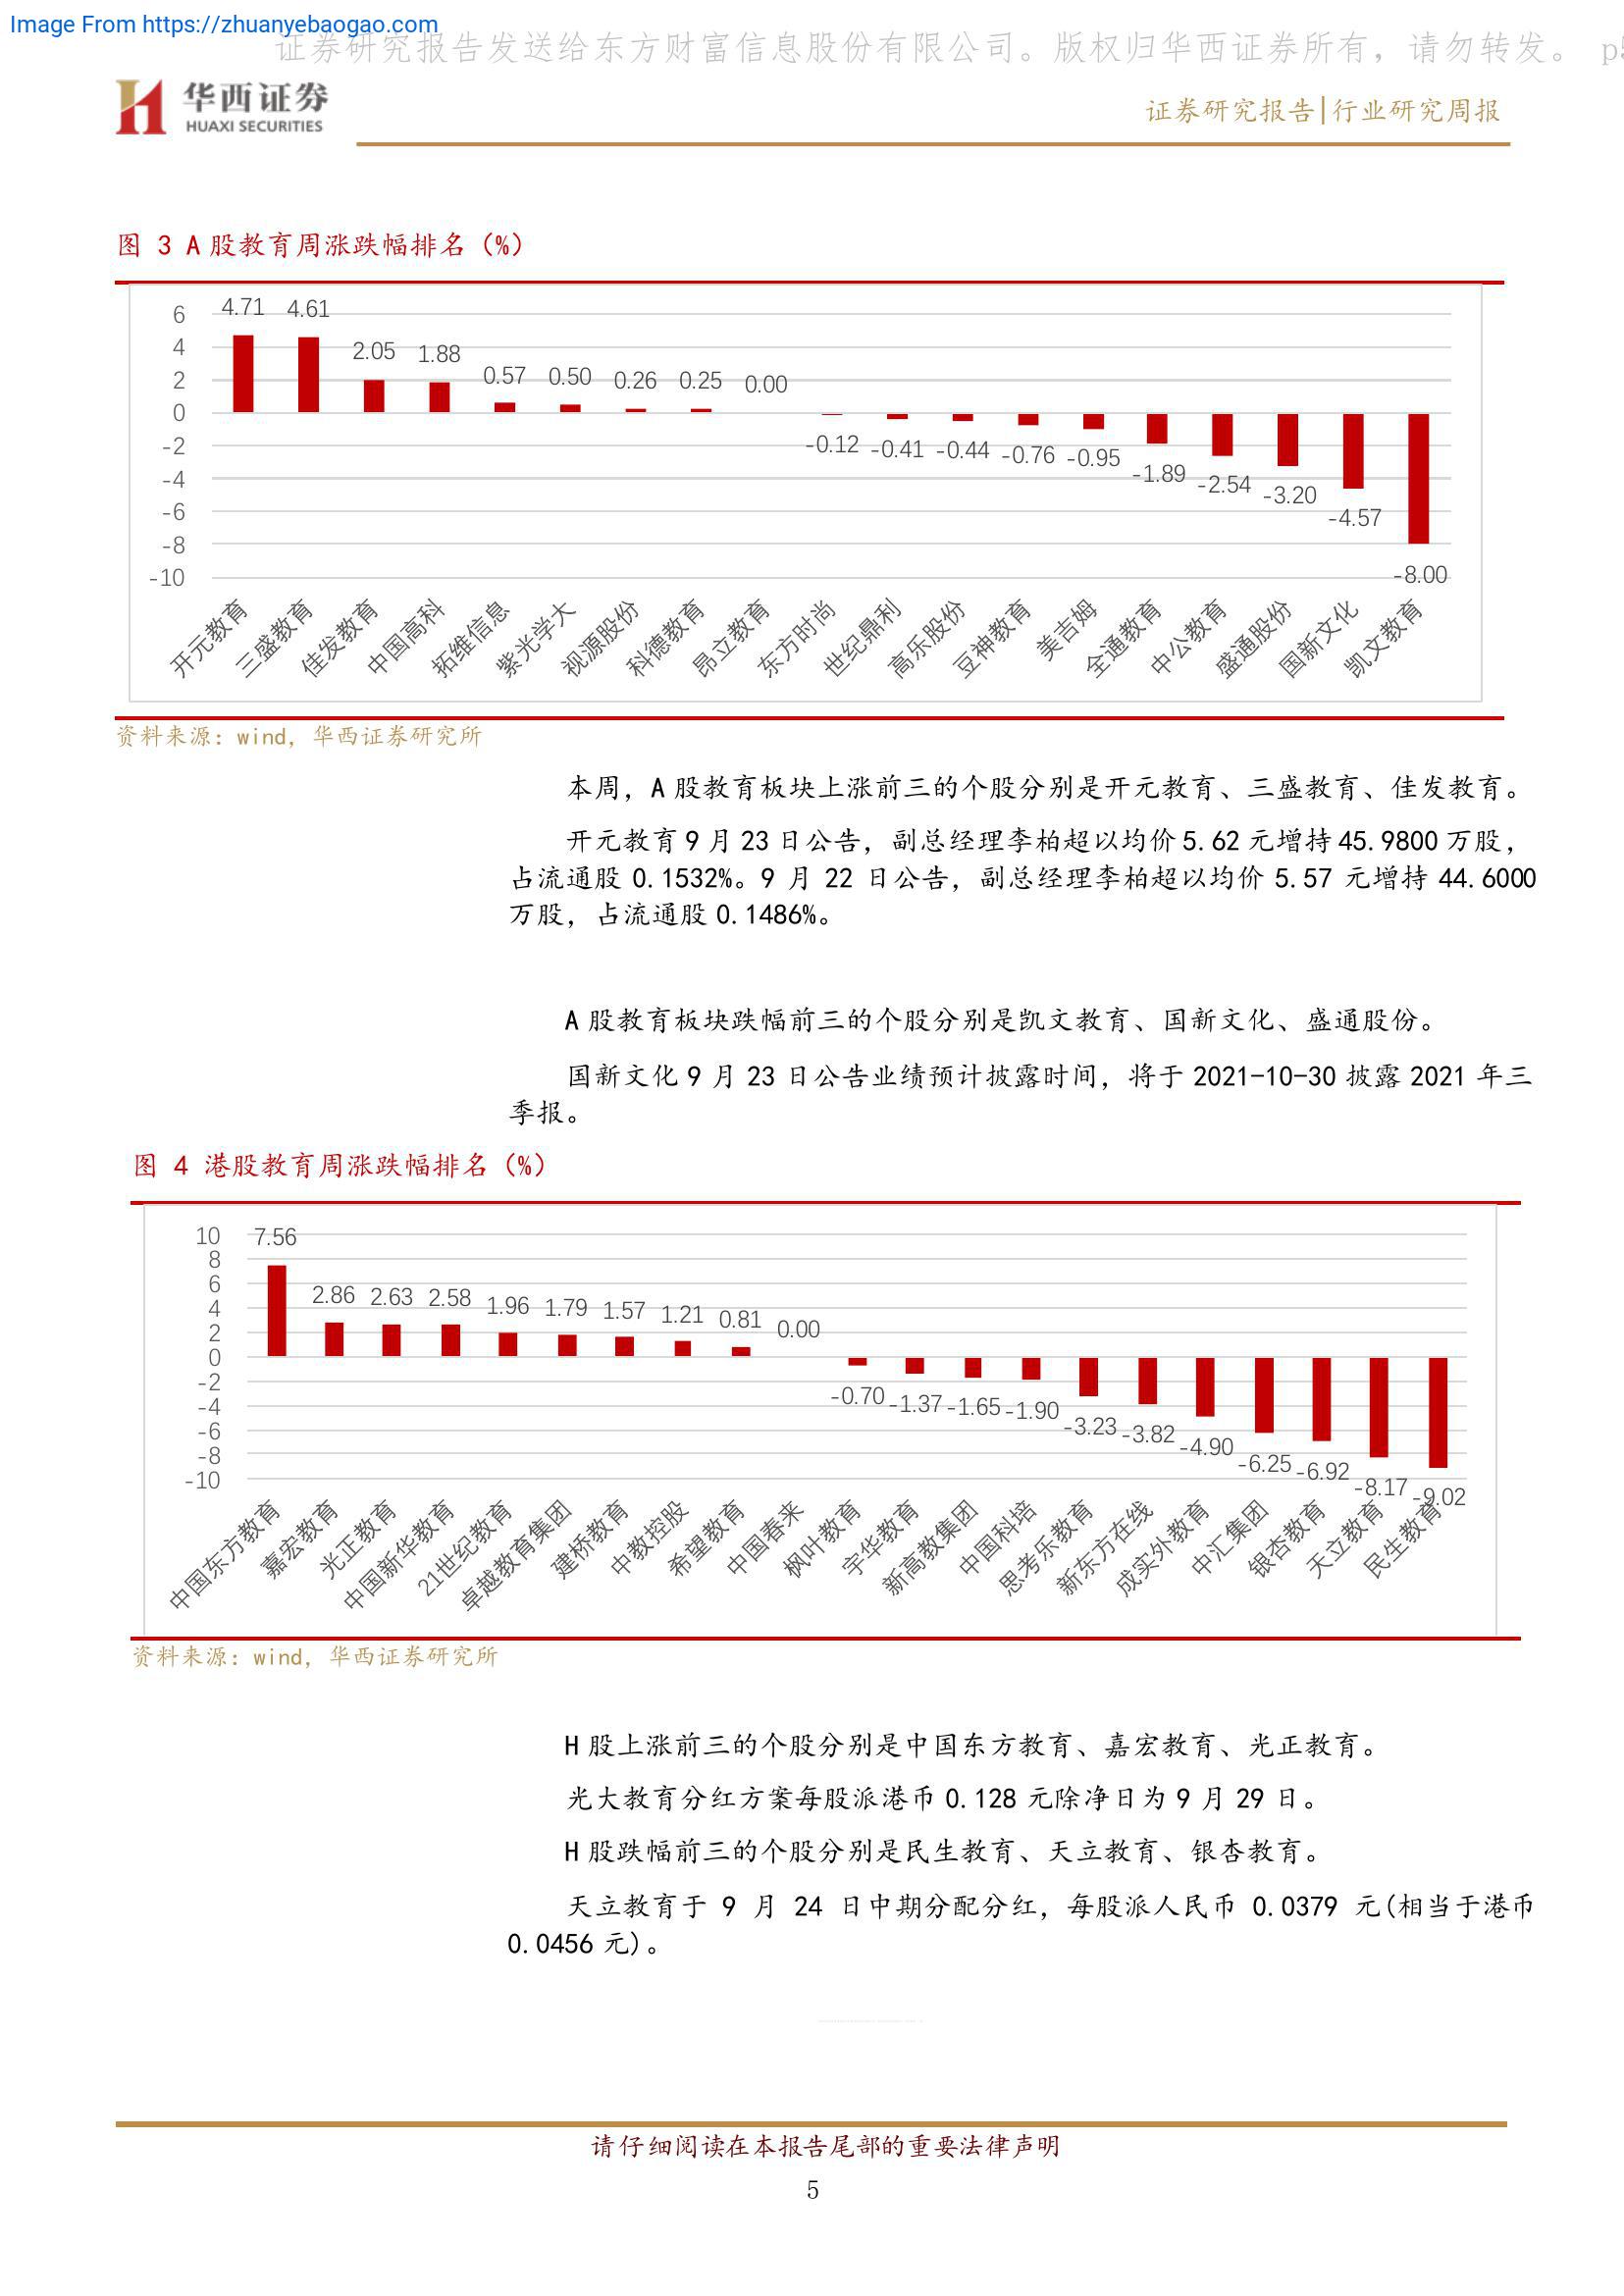 Image From https://zhuanyebaogao.com
证券研究报告发送给东方财富信息股份有限公司。版权归华西证券所有，请勿转发。 p5
华西证券
HUAXI SECURITIES
证券研究报告|行业研究周报
图 3 A 股教育周涨跌幅排名（%）
6
4
2
0
-2
-4
-6
-8
-10
4.71 4.61 2.05 1.88 0.57 0.50 0.26 0.25 0.00 -0.12 -0.41 -0.44 -0.76 -0.95 -1.89 -2.54 -3.20 -4.57 -8.00
开元教育 三盛教育 佳发教育 中国高科 拓维信息 紫光学大 视源股份 科德教育 昂立教育 东方时尚 世纪鼎利 高乐股份 豆神教育 美吉姆 全通教育 中公教育 盛通股份 国新文化 凯文教育
资料来源：wind，华西证券研究所
本周，A 股教育板块上涨前三的个股分别是开元教育、三盛教育、佳发教育。
开元教育 9 月 23 日公告，副总经理李柏超以均价 5.62 元增持 45.9800 万股，
占流通股 0.1532%。9 月 22 日公告，副总经理李柏超以均价 5.57 元增持 44.6000
万股，占流通股 0.1486%。
A 股教育板块跌幅前三的个股分别是凯文教育、国新文化、盛通股份。
国新文化 9 月 23 日公告业绩预计披露时间，将于 2021-10-30 披露 2021 年三
季报。
图 4 港股教育周涨跌幅排名（%）
10
8
6
4
2
0
-2
-4
-6
-8
-10
7.56 2.86 2.63 2.58 1.96 1.79 1.57 1.21 0.81 0.00 -0.70 -1.37 -1.65 -1.90 -3.23 -3.82 -4.90 -6.25 -6.92 -8.17 -9.02
中国东方教育 嘉宏教育 光正教育 中国新华教育 21世纪教育 卓越教育集团 建桥教育 中教控股 希望教育 中国春来 枫叶教育 宇华教育 新高教集团 中国科培 思考乐教育 新东方在线 成实外教育 中汇集团 银杏教育 天立教育 民生教育
资料来源：wind，华西证券研究所
H 股上涨前三的个股分别是中国东方教育、嘉宏教育、光正教育。
光大教育分红方案每股派港币 0.128 元除净日为 9 月 29 日。
H 股跌幅前三的个股分别是民生教育、天立教育、银杏教育。
天立教育于 9 月 24 日中期分配分红，每股派人民币 0.0379 元(相当于港币
0.0456 元)。
请仔细阅读在本报告尾部的重要法律声明
5